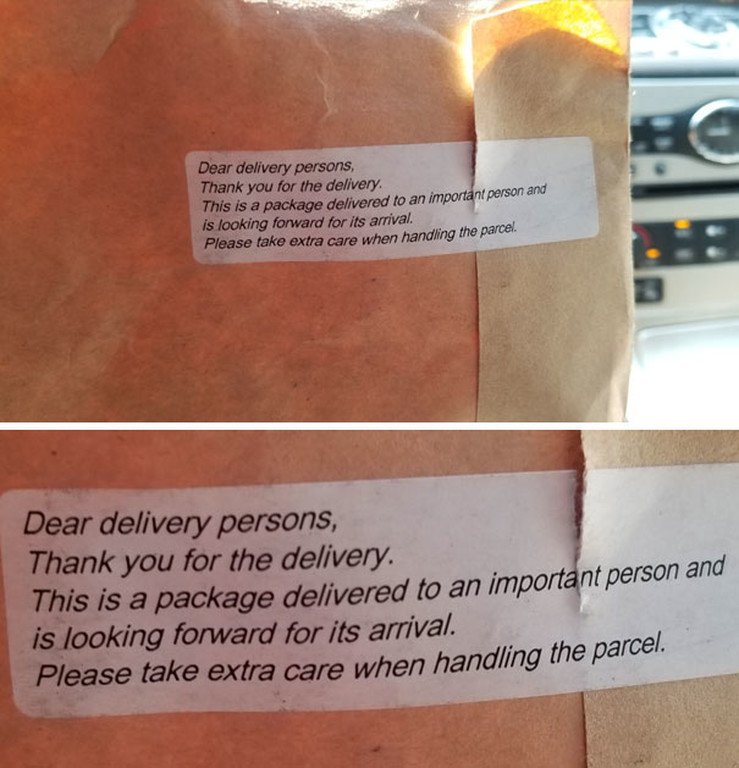 Dear delivery persons,
Thank you for the delivery.
This is a package delivered to an important person and
is looking forward for its arrival.
Please take extra care when handling the parcel.
Dear delivery persons,
Thank you for the delivery.
This is a package delivered to an important person and
is looking forward for its arrival.
Please take extra care when handling the parcel.